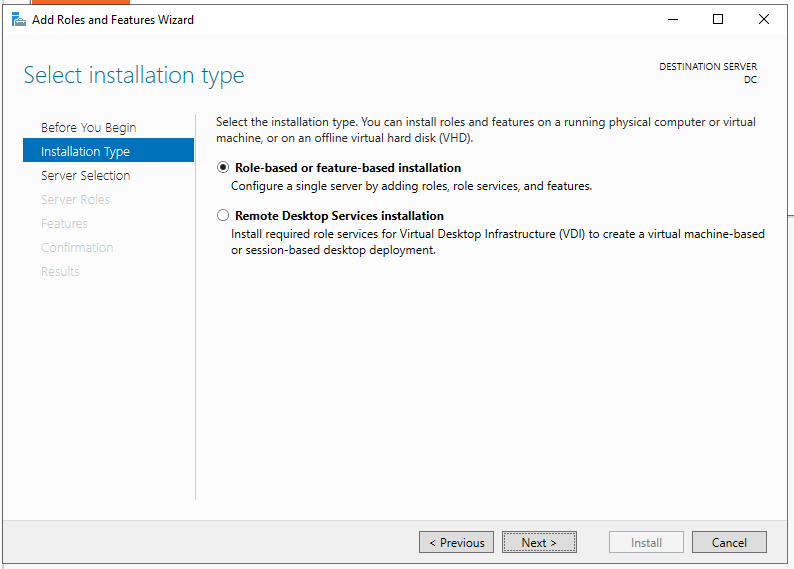 Add Roles and Features Wizard
Select installation type
DESTINATION SERVER
DC
Before You Begin
Installation Type
Server Selection
Server Roles
Features
Confirmation
Results
Select the installation type. You can install roles and features on a running physical computer or virtual
machine, or on an offline virtual hard disk (VHD).
Role-based or feature-based installation
Configure a single server by adding roles, role services, and features.
Remote Desktop Services installation
Install required role services for Virtual Desktop Infrastructure (VDI) to create a virtual machine-based
or session-based desktop deployment.
< Previous
Next >
Install
Cancel